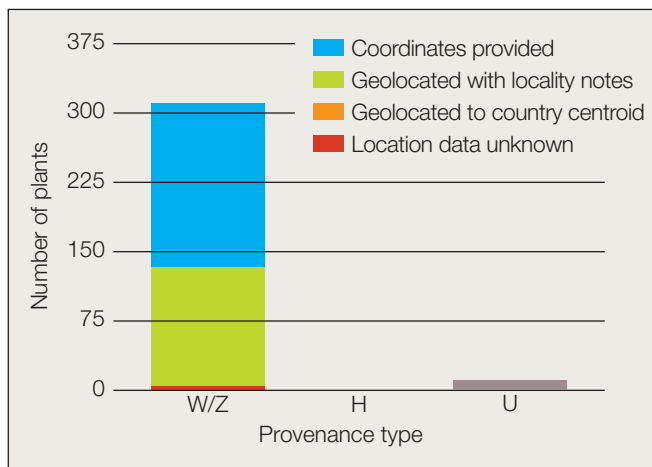 375
300
225
150
75
0
Number of plants
Coordinates provided
Geolocated with locality notes
Geolocated to country centroid
Location data unknown
W/Z
H
U
Provenance type